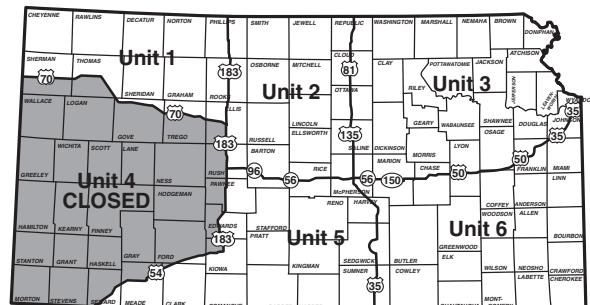 CHEYENNE RAWLINS DECATUR NORTON PHILLIPS SMITH JEWELL REPUBLIC WASHINGTON MARSHALL NEMAHA BROWN DONIPHAN
SHERMAN THOMAS Unit 1 SHERIDAN GRAHAM ROOKS OSBORNE MITCHELL CLOUD CLAY POTTAWATOMIE JACKSON ATCHISON
70 183 81
Unit 2 Unit 3
WALLACE LOGAN 70 ELLIS OTTAWA RILEY JEFFERSON
LINCOLN GEARY WABAUNSEE SHAWNEE DOUGLAS JOHNSON 35
GOVE TREGO 183 RUSSELL ELLSWORTH 135 SALINE DICKINSON MORRIS LYON OSAGE 35
WICHITA SCOTT LANE BARTON MARION 50
GREELEY NESS RUSH 96 RICE CHASE FRANKLIN MIAMI
Unit 4 HODGEMAN PAWNEE 56 56 150 50 LINN
CLOSED McPHERSON COFFEY ANDERSON
HAMILTON KEARNY FINNEY EDWARDS STAFFORD RENO HARVEY Unit 6 WOODSON ALLEN
183 PRATT Unit 5 GREENWOOD BOURBON
STANTON GRANT HASKELL GRAY FORD KIOWA KINGMAN SEDGWICK BUTLER ELK WILSON NEOSHO CRAWFORD
54 SUMNER COWLEY LABETTE CHEROKEE
MORTON STEVENS SEWARD MEADE CLARK 35